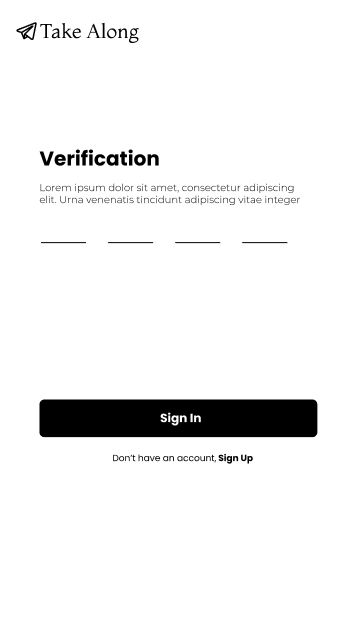 Take Along
Verification
Lorem ipsum dolor sit amet, consectetur adipiscing
elit. Urna venenatis tincidunt adipiscing vitae integer
Sign In
Don't have an account, Sign Up